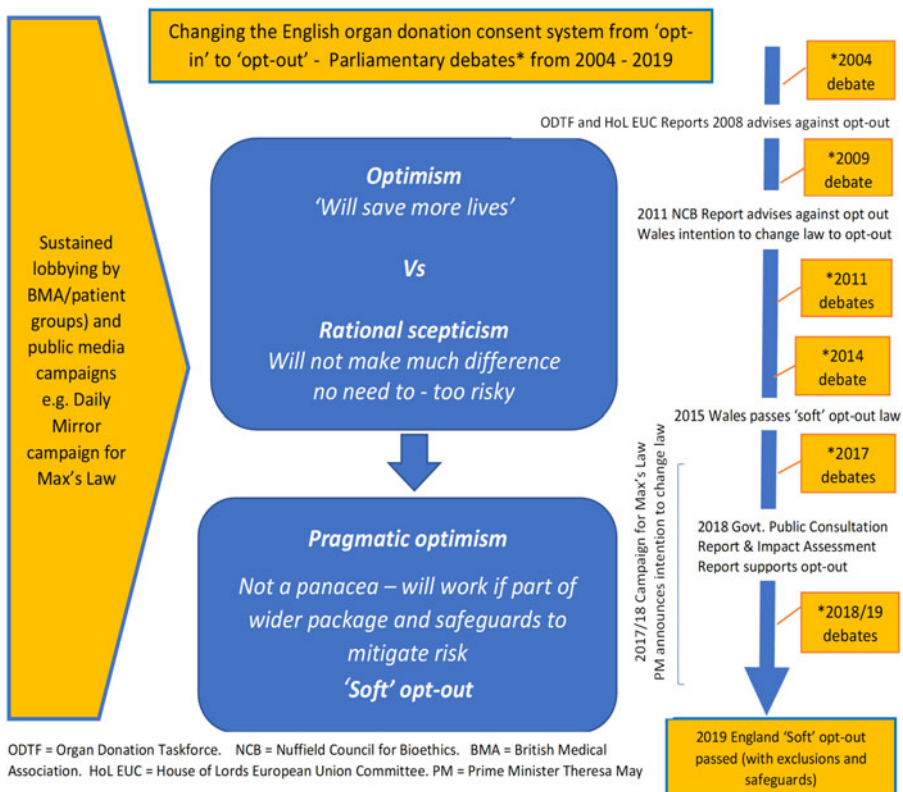 Changing the English organ donation consent system from ‘opt-
in’ to ‘opt-out’ - Parliamentary debates* from 2004 - 2019
Sustained
lobbying by
BMA/patient
groups) and
public media
campaigns
e.g. Daily
Mirror
campaign for
Max’s Law
Optimism
‘Will save more lives’
Vs
Rational scepticism
Will not make much difference
no need to - too risky
Pragmatic optimism
Not a panacea – will work if part of
wider package and safeguards to
mitigate risk
‘Soft’ opt-out
*2004
debate
ODTF and HoL EUC Reports 2008 advises against opt-out
*2009
debate
2011 NCB Report advises against opt out
Wales intention to change law to opt-out
*2011
debates
*2014
debate
2015 Wales passes ‘soft’ opt-out law
*2017
debates
2017/18 Campaign for Max’s Law
PM announces intention to change law
2018 Govt. Public Consultation
Report & Impact Assessment
Report supports opt-out
*2018/19
debates
2019 England ‘Soft’ opt-out
passed (with exclusions and
safeguards)
ODTF = Organ Donation Taskforce. NCB = Nuffield Council for Bioethics. BMA = British Medical
Association. HoL EUC = House of Lords European Union Committee. PM = Prime Minister Theresa May